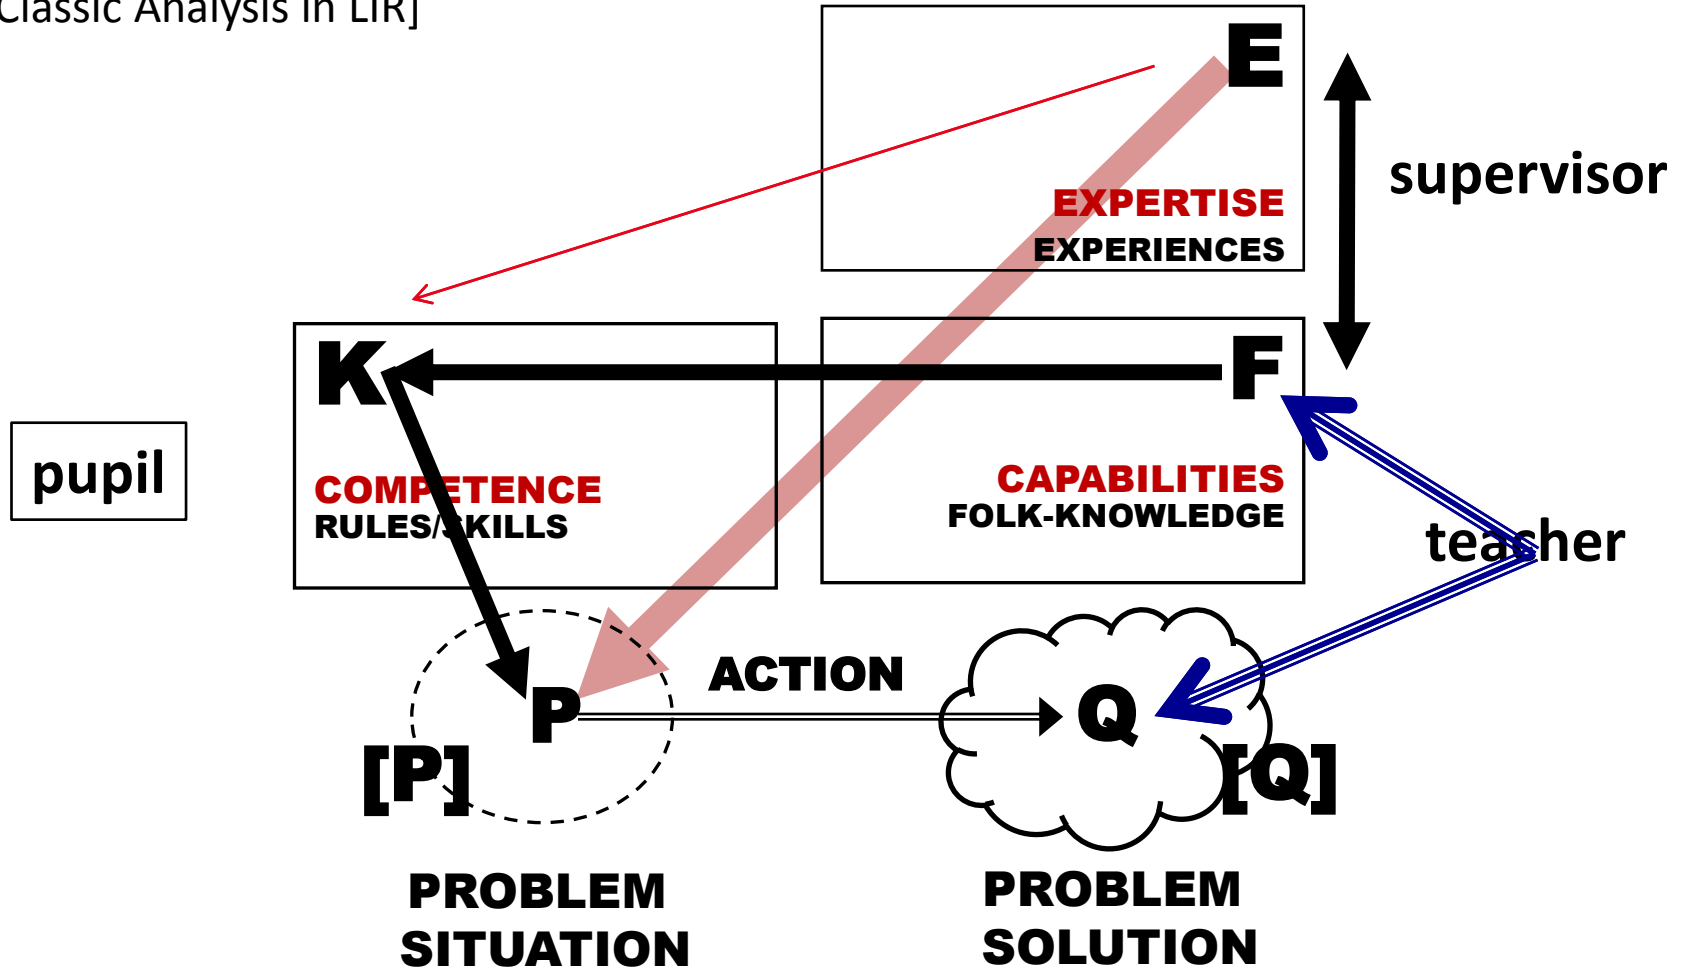 Classic Analysis in LIR]
E
supervisor
EXPERTISE
EXPERIENCES
K
F
pupil
COMPETENCE
RULES/SKILLS
CAPABILITIES
FOLK-KNOWLEDGE
teacher
ACTION
P
Q
[P]
[Q]
PROBLEM
SITUATION
PROBLEM
SOLUTION